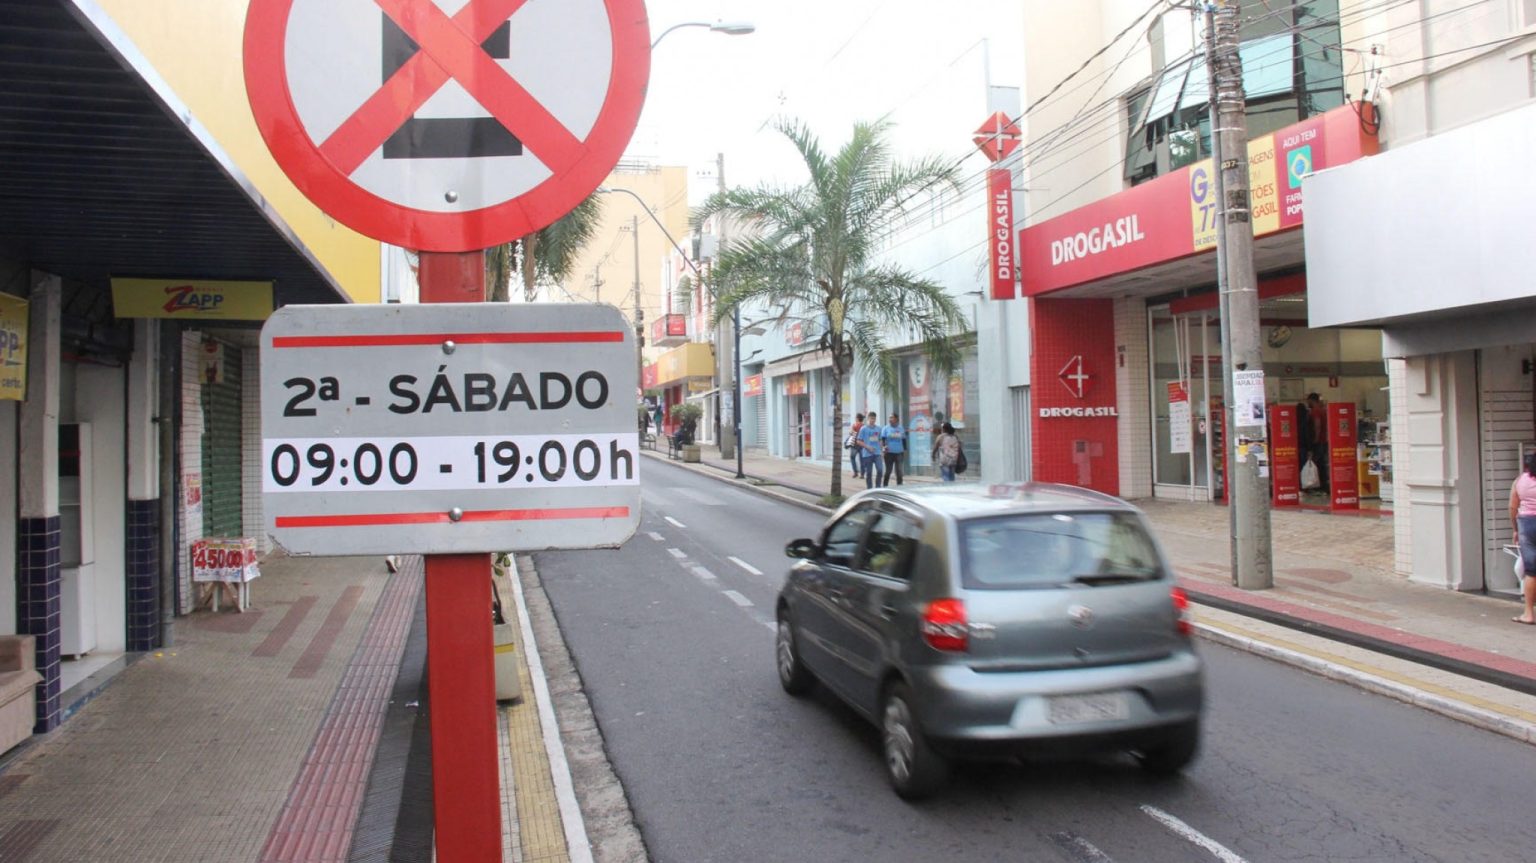 E
2ª - SÁBADO
09:00 - 19:00h
ZAPP
450,00
DROGASIL
DROGASIL
DROGASIL
AQUI TEM